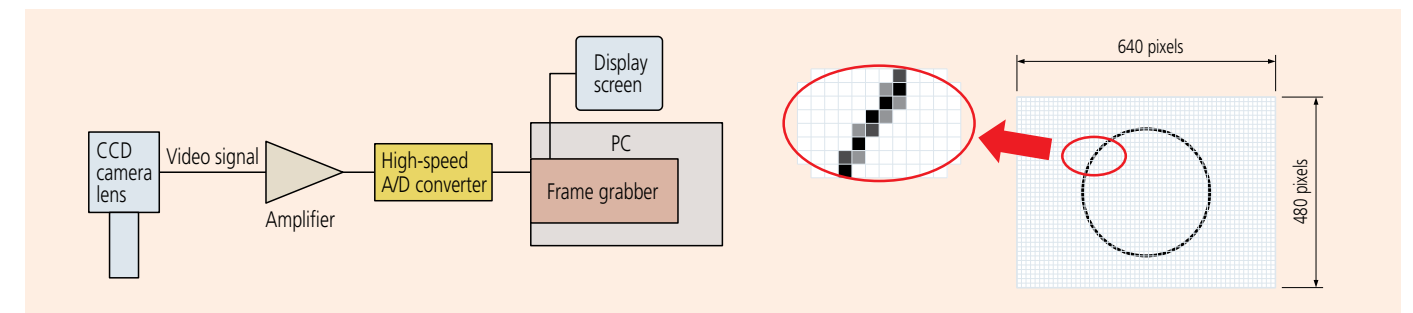 CCD
camera
lens
Video signal
Amplifier
High-speed
A/D converter
Display
screen
PC
Frame grabber
640 pixels
480 pixels